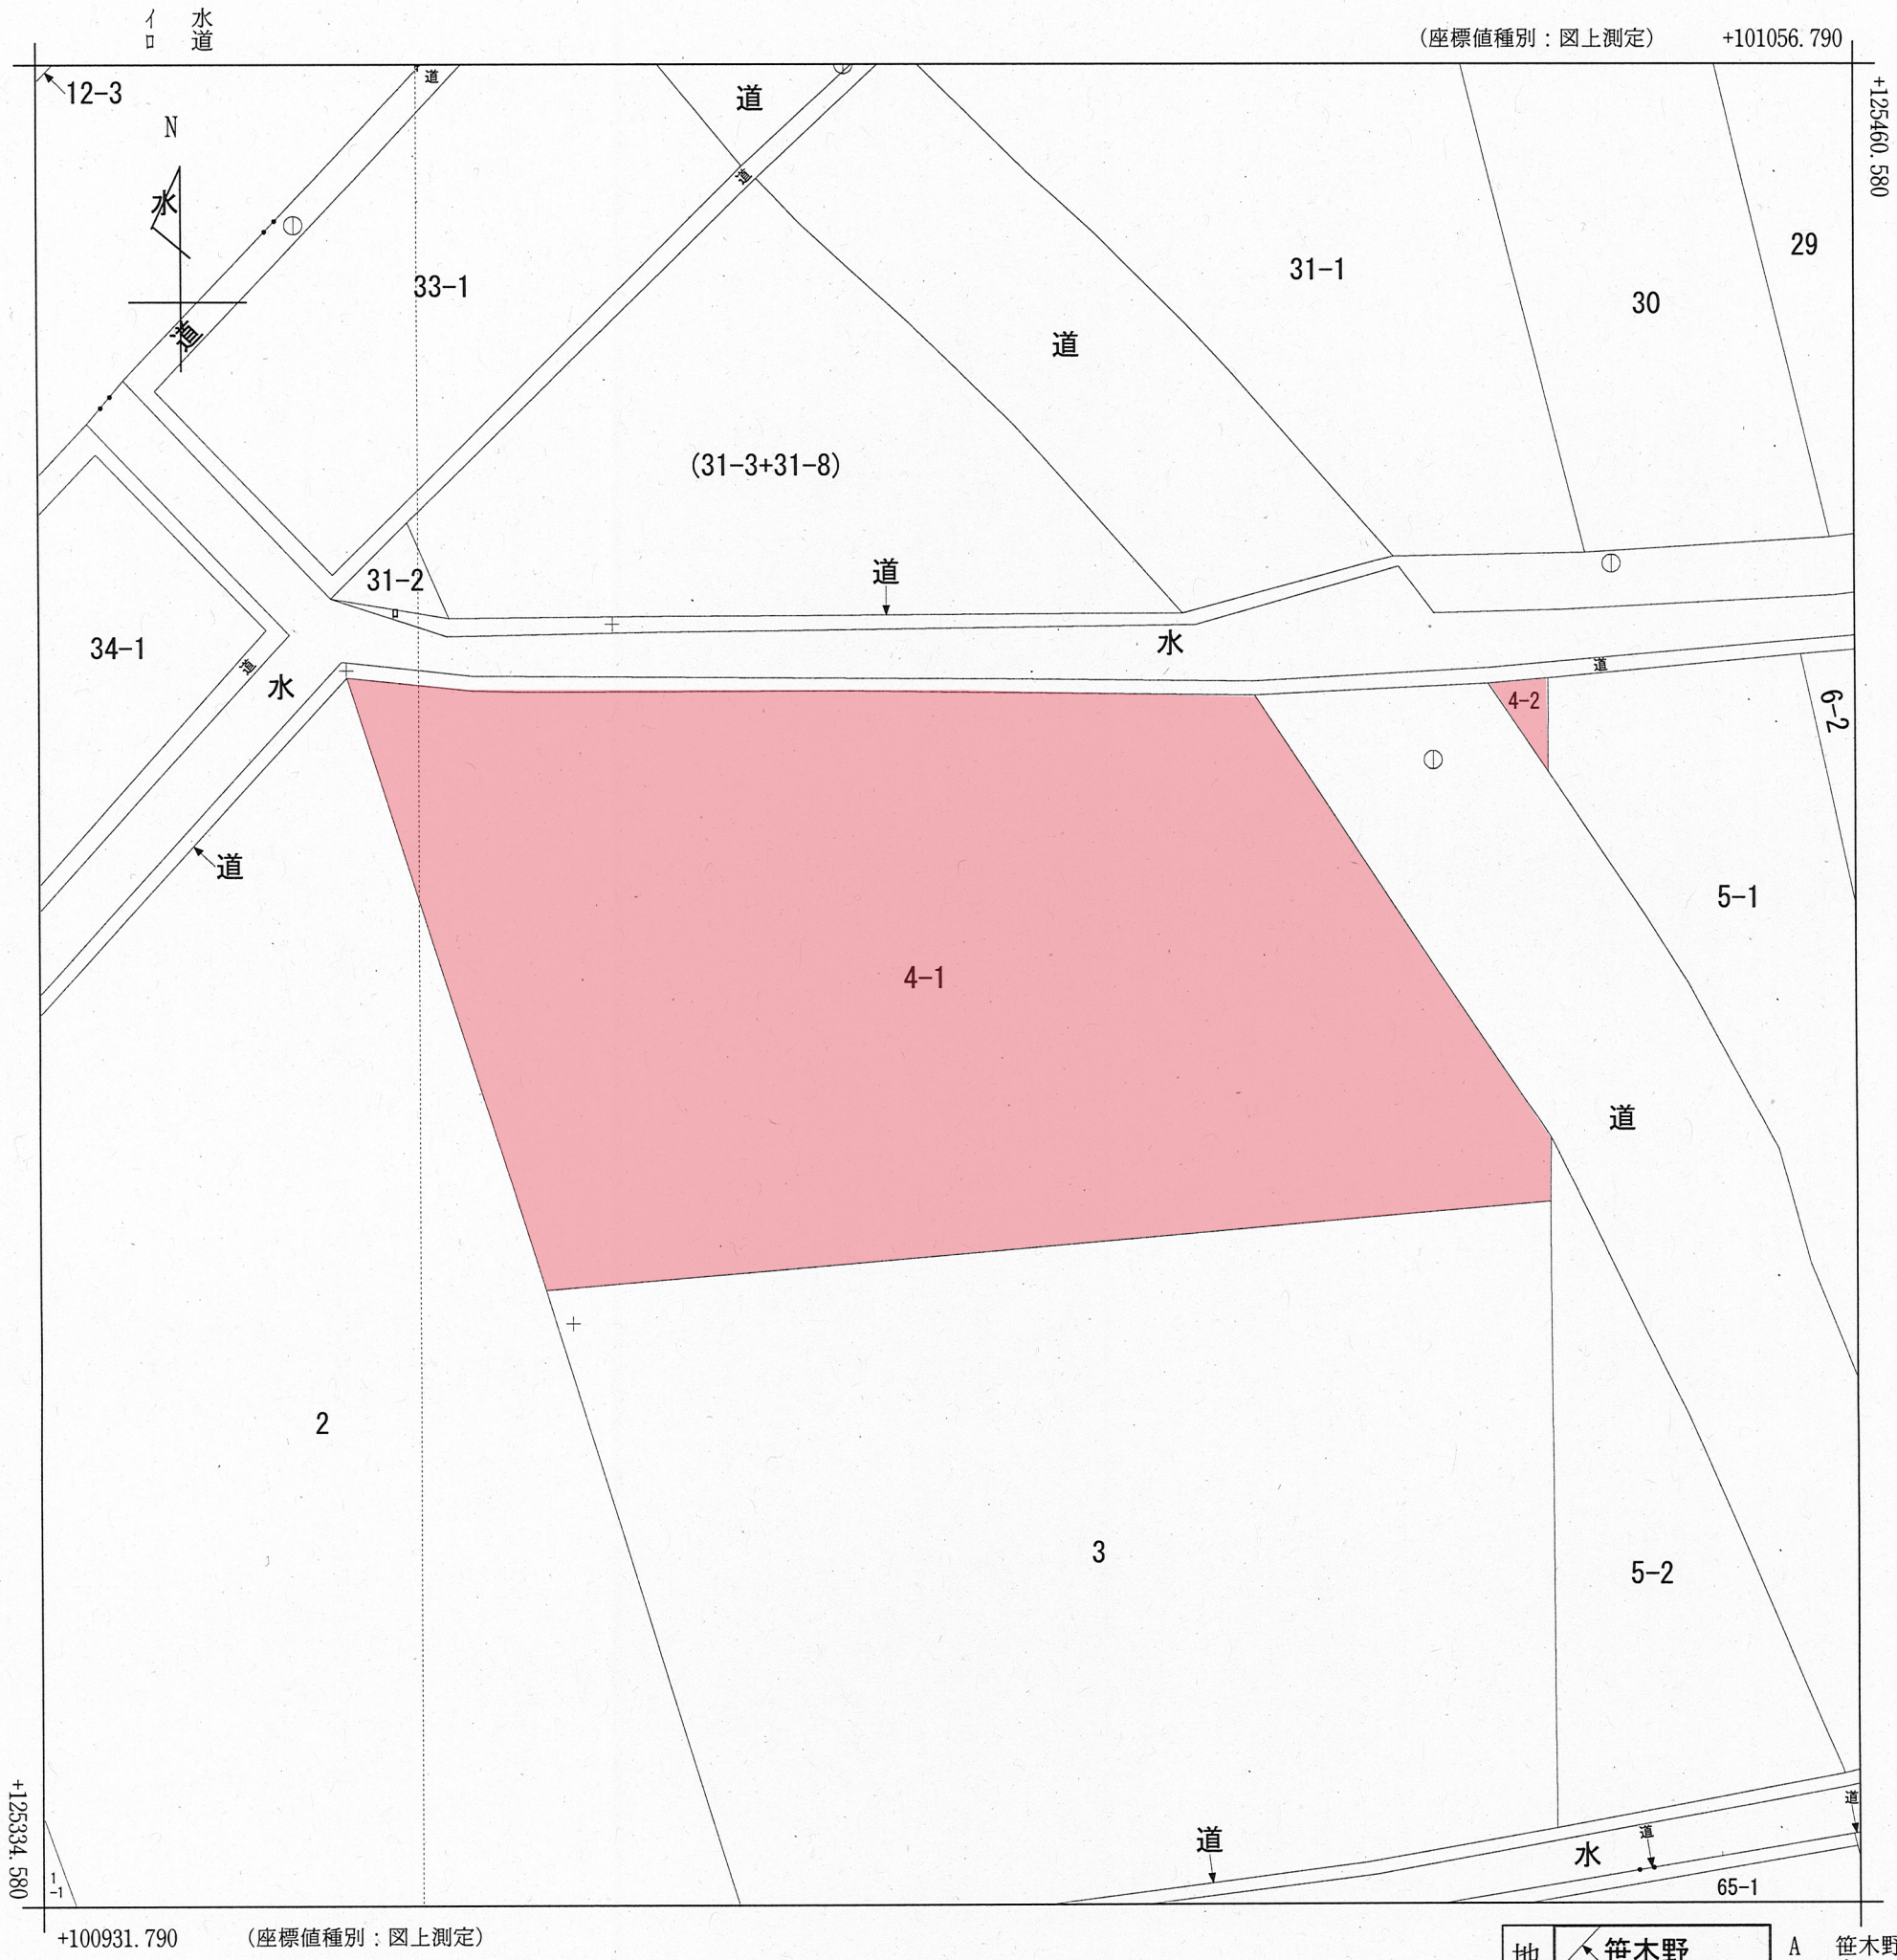 イ 水
ロ 道
(座標値種別：図上測定) +101056.790
+125460.580
12-3
道
道
N
水
道
33-1
31-1
29
30
道
道
(31-3+31-8)
道
31-2
ロ
34-1
道
水
水
道
4-2
6-2
道
5-1
4-1
道
2
3
5-2
道
道
道
水
65-1
1
-1
+125334.580
+100931.790 (座標値種別：図上測定)
地 笹木野 A 笹木野